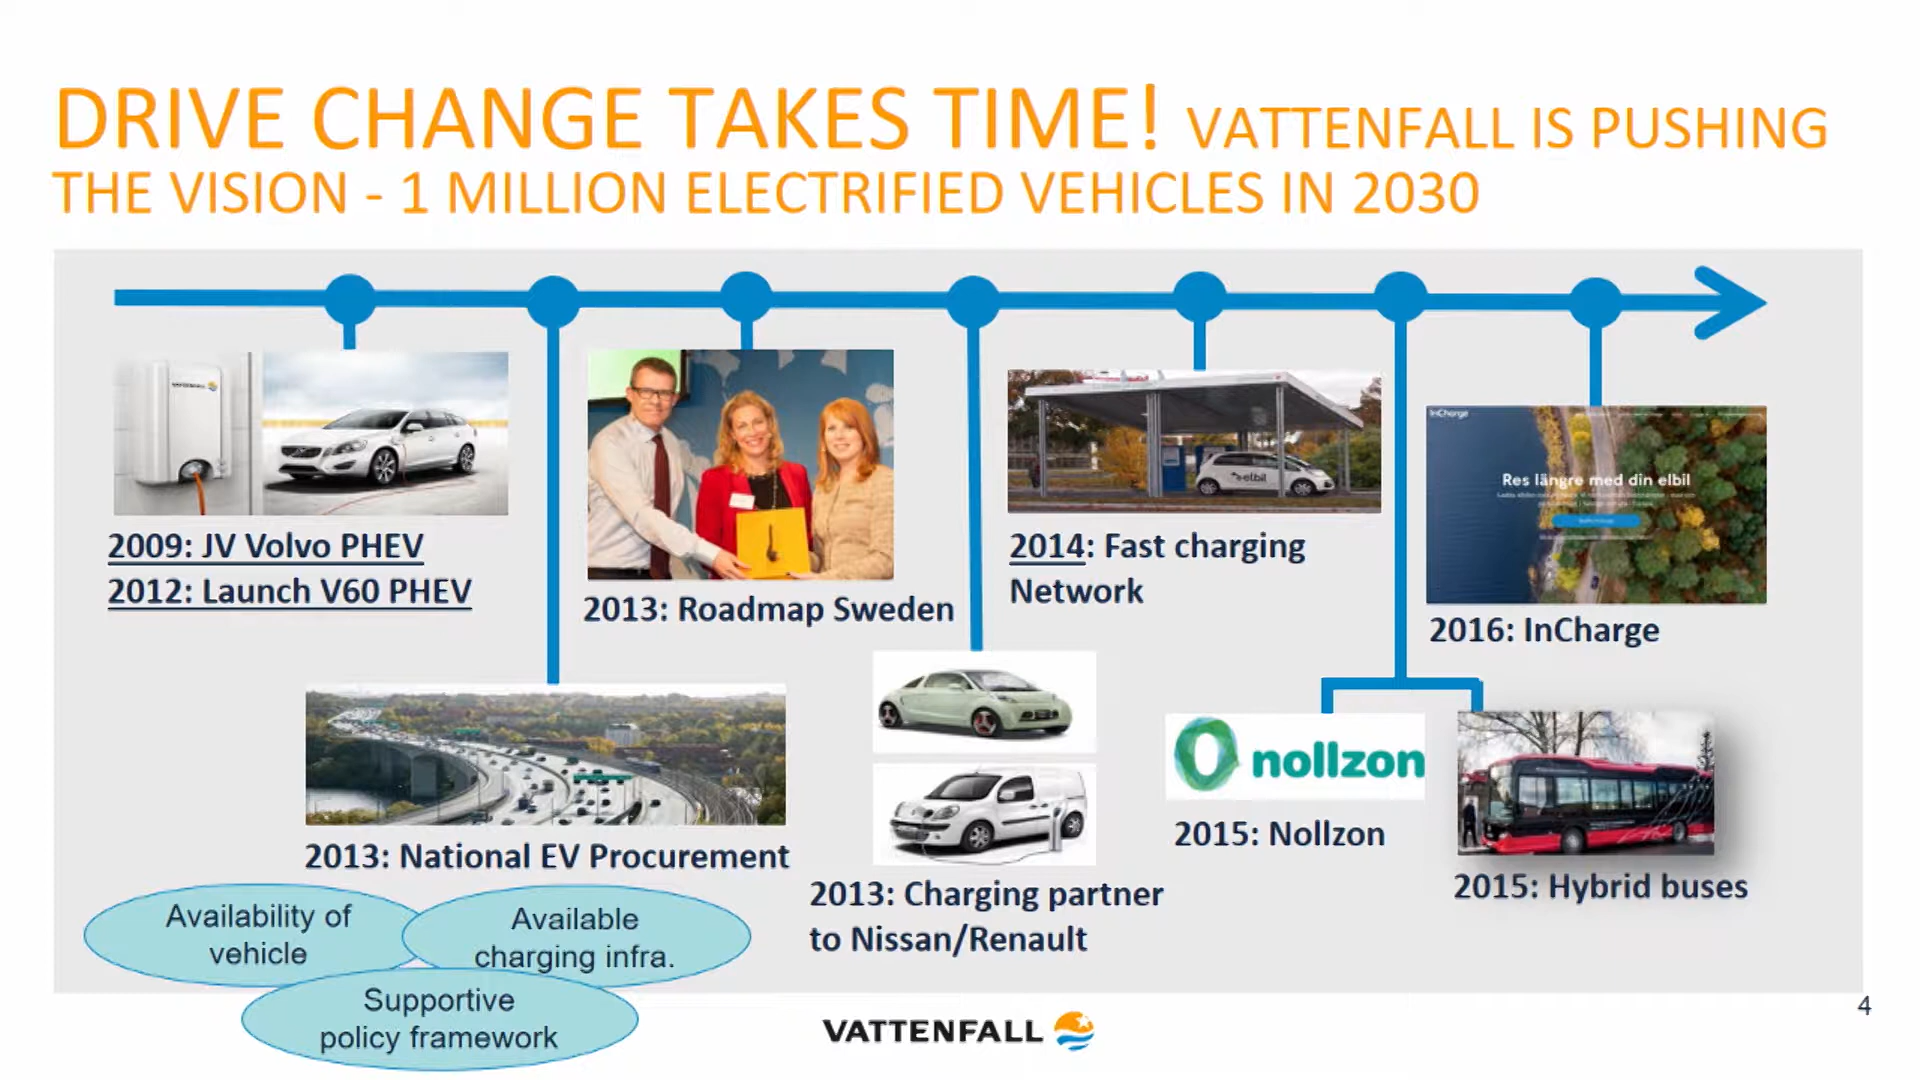 DRIVE CHANGE TAKES TIME! VATTENFALL IS PUSHING
THE VISION - 1 MILLION ELECTRIFIED VEHICLES IN 2030
VATTENFALL
2009: JV Volvo PHEV
2012: Launch V60 PHEV
2013: Roadmap Sweden
elbil
2014: Fast charging
Network
InCharge
Res längre med din elbil
2016: InCharge
2013: National EV Procurement
2013: Charging partner
to Nissan/Renault
nollzon
2015: Nollzon
2015: Hybrid buses
Availability of
vehicle
Available
charging infra.
Supportive
policy framework
VATTENFALL
4